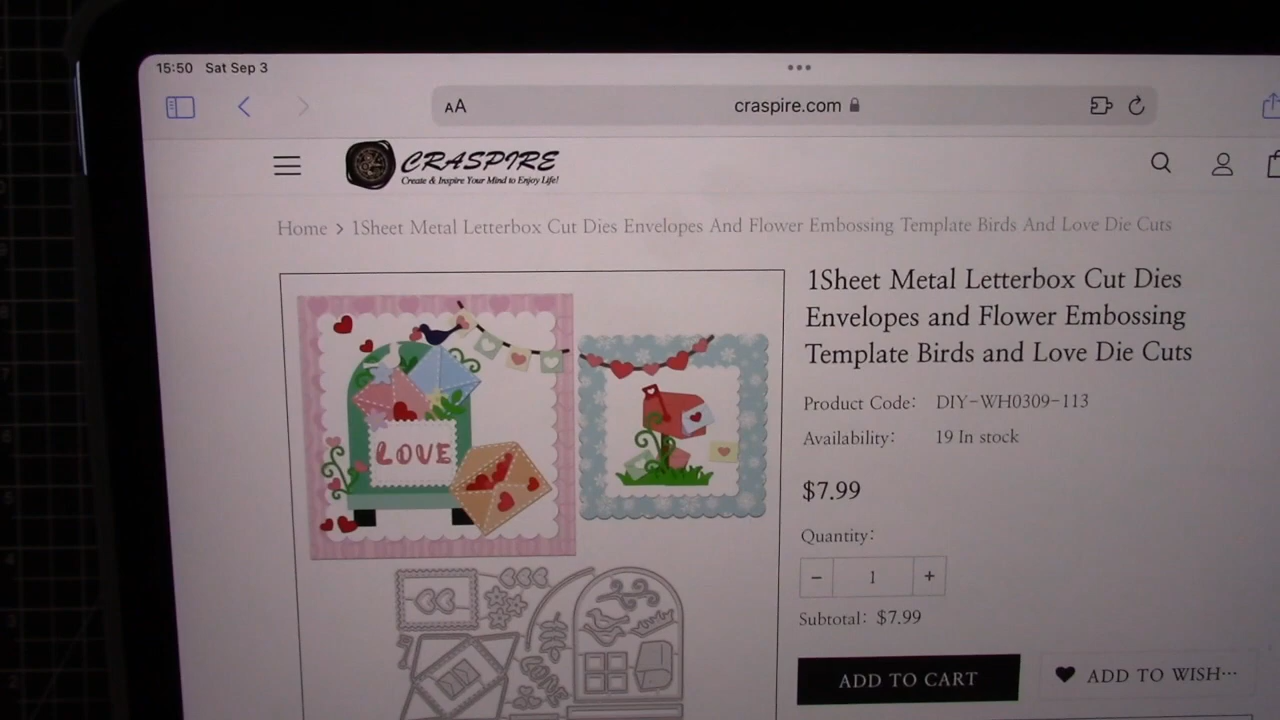 15:50 Sat Sep 3
AA craspire.com
CRASPIRE
Create & Inspire Your Mind to Enjoy Life!
Home > 1Sheet Metal Letterbox Cut Dies Envelopes And Flower Embossing Template Birds And Love Die Cuts
1Sheet Metal Letterbox Cut Dies
Envelopes and Flower Embossing
Template Birds and Love Die Cuts
Product Code: DIY-WH0309-113
Availability: 19 In stock
$7.99
Quantity:
− 1 +
Subtotal: $7.99
ADD TO CART
ADD TO WISH...
LOVE
LOVE